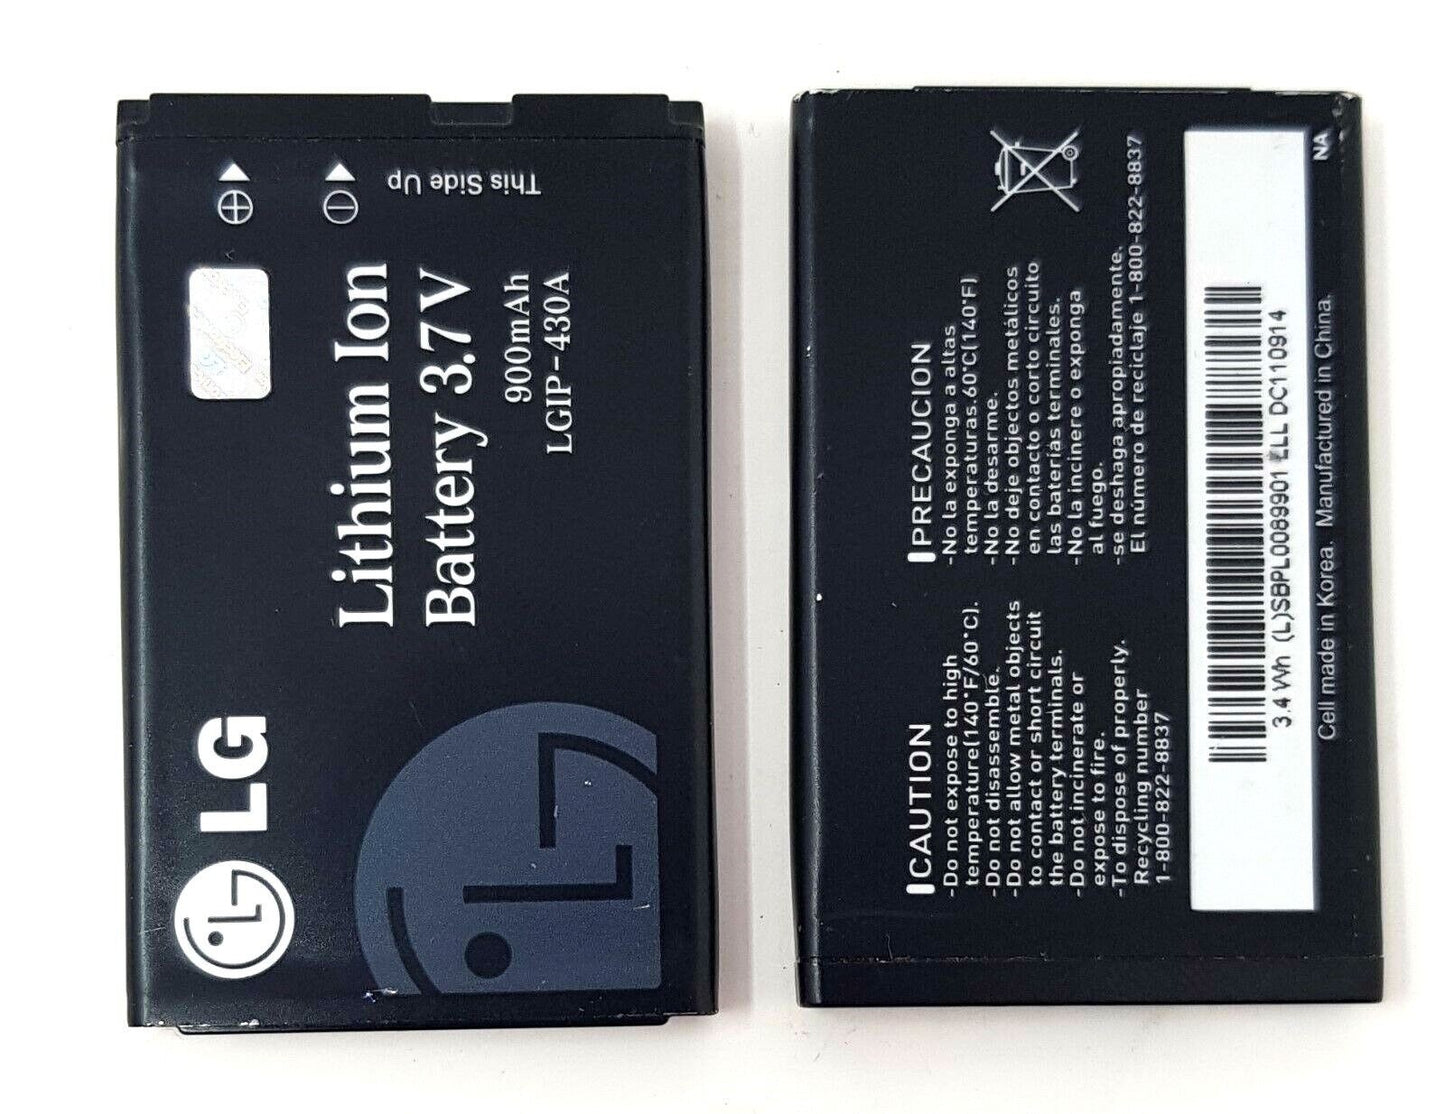 LG
Lithium Ion
Battery 3.7V
900mAh
LGIP-430A
This Side Up
CAUTION
-Do not expose to high
temperature(140°F/60°C).
-Do not disassemble.
-Do not allow metal objects
to contact or short circuit
the battery terminals.
-Do not incinerate or
expose to fire.
-To dispose of properly.
Recycling number
1-800-822-8837
PRECAUCION
-No la exponga a altas
temperaturas.60°C(140°F)
-No la desarme.
-No deje objectos metálicos
en contacto o corto circuito
las baterías terminales.
-No la incinere o exponga
al fuego.
-se deshaga apropiadamente.
El número de reciclaje 1-800-822-8837
3.4 Wh (L)SBPL0089901 LLL DC110914
Cell made in Korea. Manufactured in China.
NA